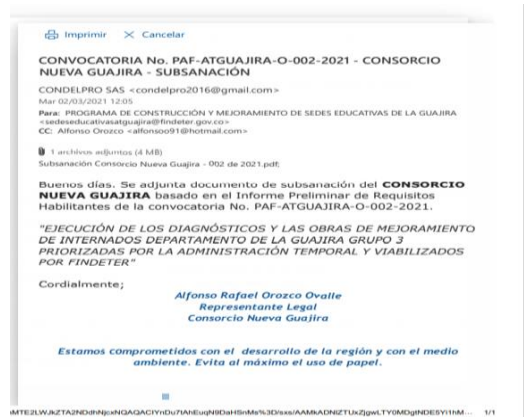 Imprimir Cancelar
CONVOCATORIA No. PAF-ATGUAJIRA-O-002-2021 - CONSORCIO
NUEVA GUAJIRA - SUBSANACIÓN
CONDELPRO SAS <condelpro2016@gmail.com>
Mar 02/03/2021 12:05
Para: PROGRAMA DE CONSTRUCCIÓN Y MEJORAMIENTO DE SEDES EDUCATIVAS DE LA GUAJIRA
<sedeseducativasatguajira@findeter.gov.co>
CC: Alfonso Orozco <alfonsoo91@hotmail.com>
1 archivos adjuntos (4 MB)
Subsanación Consorcio Nueva Guajira - 002 de 2021.pdf;
Buenos días. Se adjunta documento de subsanación del CONSORCIO
NUEVA GUAJIRA basado en el Informe Preliminar de Requisitos
Habilitantes de la convocatoria No. PAF-ATGUAJIRA-O-002-2021.
"EJECUCIÓN DE LOS DIAGNÓSTICOS Y LAS OBRAS DE MEJORAMIENTO
DE INTERNADOS DEPARTAMENTO DE LA GUAJIRA GRUPO 3
PRIORIZADAS POR LA ADMINISTRACIÓN TEMPORAL Y VIABILIZADOS
POR FINDETER"
Cordialmente;
Alfonso Rafael Orozco Ovalle
Representante Legal
Consorcio Nueva Guajira
Estamos comprometidos con el desarrollo de la región y con el medio
ambiente. Evita al máximo el uso de papel.
1/1